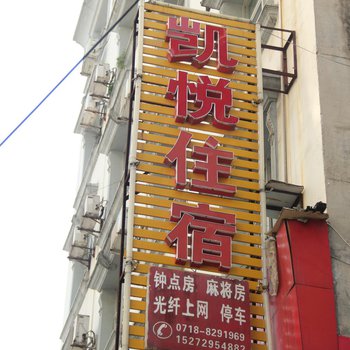 凯悦住宿
钟点房 麻将房
光纤上网 停车
0718-8291969
15272954882